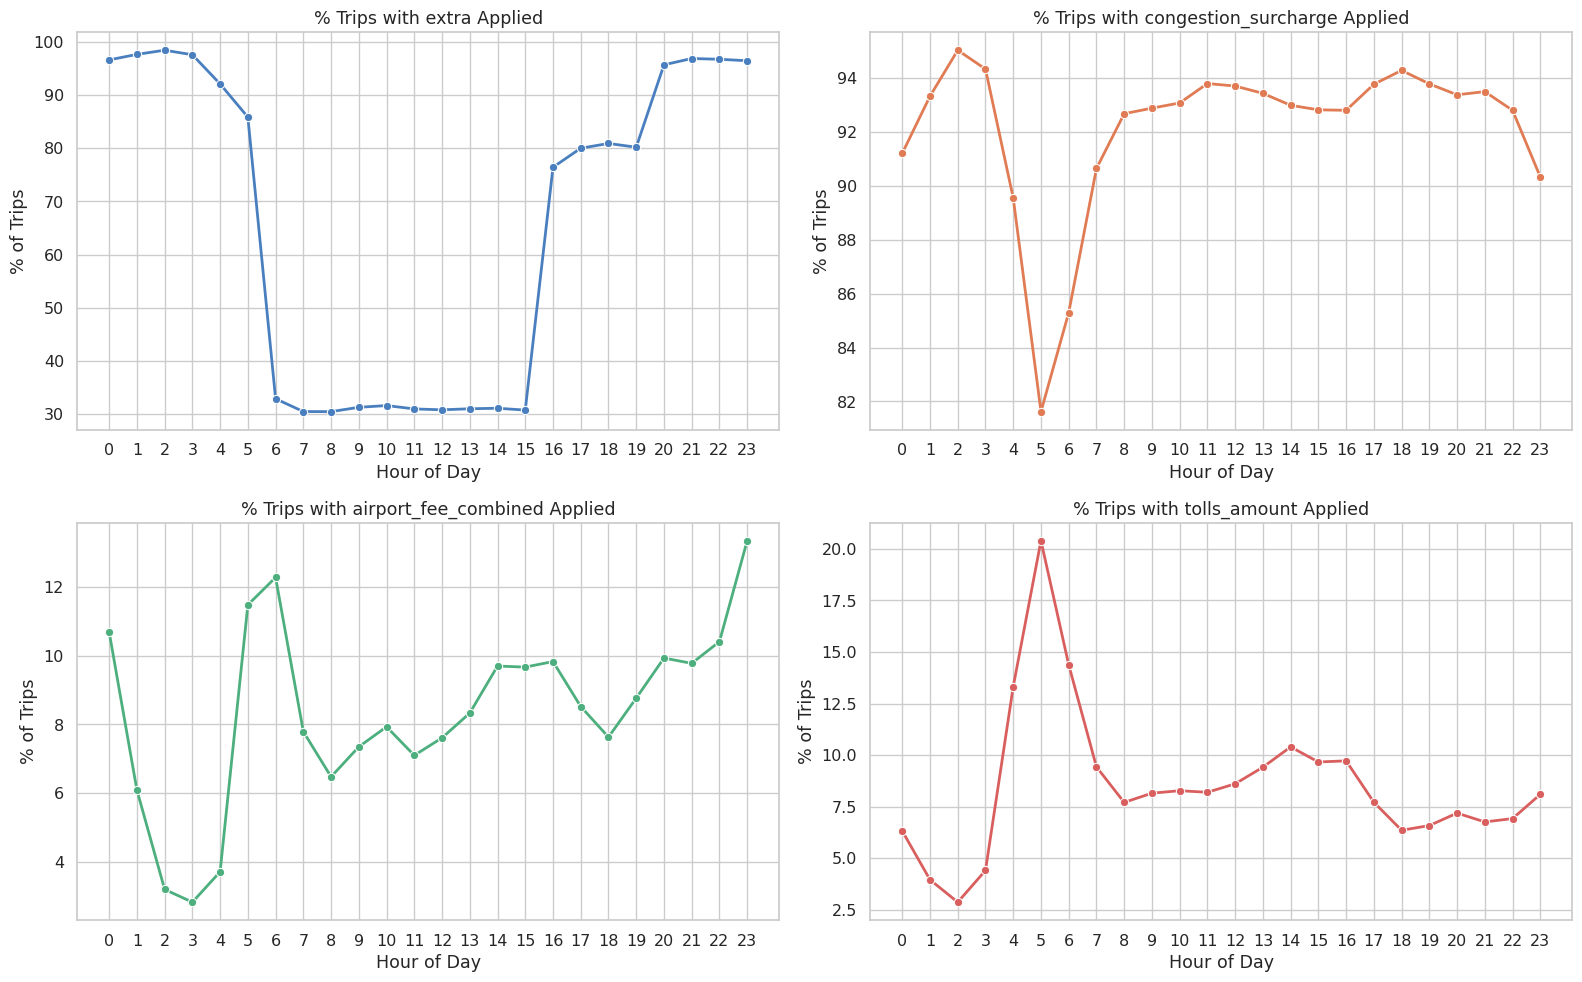 % Trips with extra Applied
% of Trips
100
90
80
70
60
50
40
30
0 1 2 3 4 5 6 7 8 9 10 11 12 13 14 15 16 17 18 19 20 21 22 23
Hour of Day
% Trips with congestion_surcharge Applied
% of Trips
94
92
90
88
86
84
82
0 1 2 3 4 5 6 7 8 9 10 11 12 13 14 15 16 17 18 19 20 21 22 23
Hour of Day
% Trips with airport_fee_combined Applied
% of Trips
12
10
8
6
4
0 1 2 3 4 5 6 7 8 9 10 11 12 13 14 15 16 17 18 19 20 21 22 23
Hour of Day
% Trips with tolls_amount Applied
% of Trips
20.0
17.5
15.0
12.5
10.0
7.5
5.0
2.5
0 1 2 3 4 5 6 7 8 9 10 11 12 13 14 15 16 17 18 19 20 21 22 23
Hour of Day